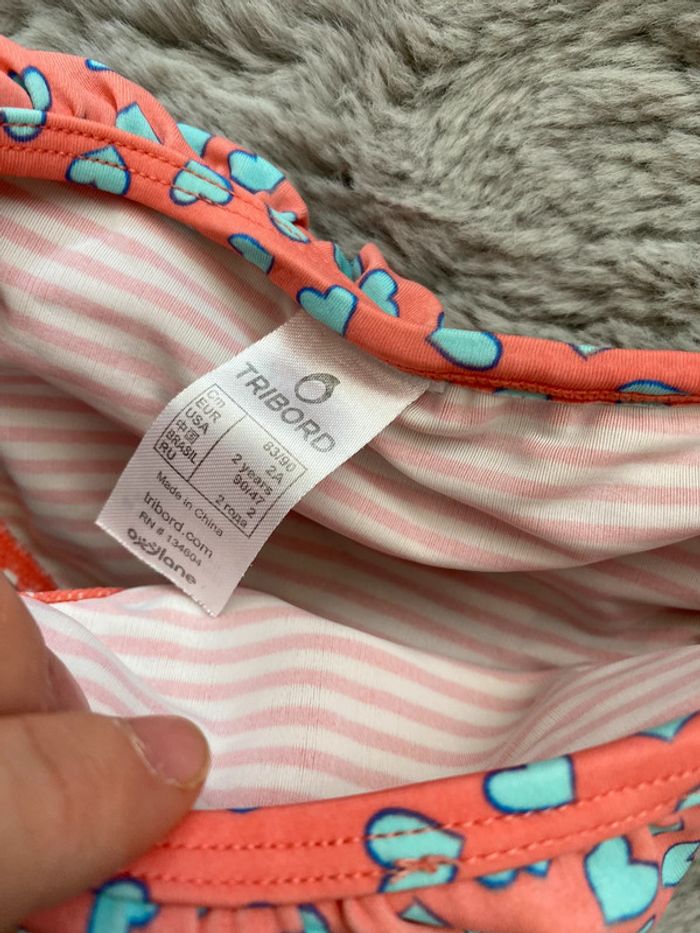 TRIBORD
Cm 83/90
EUR 2A
USA 2 years
中国 90/47
BRASIL 2
RU 2 года
Made in China
tribord.com
RN # 134604
oxylane